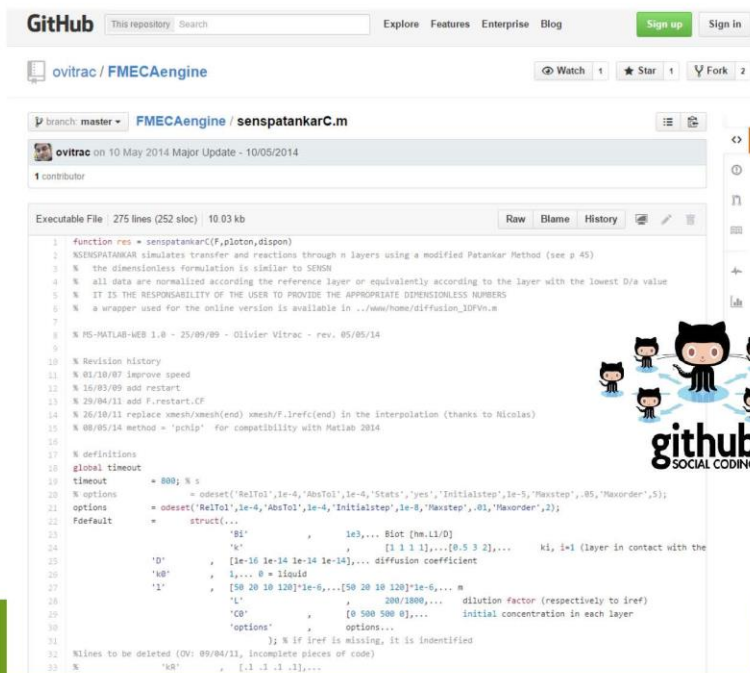 GitHub This repository Search Explore Features Enterprise Blog Sign up Sign in
ovitrac / FMECAengine Watch 1 Star 1 Fork 2
branch: master FMECAengine / senspatankarC.m
ovitrac on 10 May 2014 Major Update - 10/05/2014
1 contributor
Executable File 275 lines (252 sloc) 10.03 kb Raw Blame History
1 function res = senspatankarC(F,ploton,dispon)
2 %SENSPATANKAR simulates transfer and reactions through n layers using a modified Patankar Method (see p 45)
3 % the dimensionless formulation is similar to SENSN
4 % all data are normalized according the reference layer or equivalently according to the layer with the lowest D/a value
5 % IT IS THE RESPONSABILITY OF THE USER TO PROVIDE THE APPROPRIATE DIMENSIONLESS NUMBERS
6 % a wrapper used for the online version is available in ../www/home/diffusion_1DFVn.m
7
8 % MS-MATLAB-WEB 1.0 - 25/09/09 - Olivier Vitrac - rev. 05/05/14
9
10 % Revision history
11 % 01/10/07 improve speed
12 % 16/03/09 add restart
13 % 29/04/11 add F.restart.CF
14 % 26/10/11 replace xmesh/xmesh(end) xmesh/F.lrefc(end) in the interpolation (thanks to Nicolas)
15 % 08/05/14 method = 'pchip' for compatibility with Matlab 2014
16
17 % definitions
18 global timeout
19 timeout = 800; % s
20 % options = odeset('RelTol',1e-4,'AbsTol',1e-4,'Stats','yes','Initialstep',1e-5,'Maxstep',.05,'Maxorder',5);
21 options = odeset('RelTol',1e-4,'AbsTol',1e-4,'Initialstep',1e-8,'Maxstep',.01,'Maxorder',2);
22 Fdefault = struct(...
23 'Bi' , 1e3,... Biot [hm.L1/D]
24 'k' , [1 1 1 1],...[0.5 3 2],... ki, i=1 (layer in contact with the
25 'D' , [1e-16 1e-14 1e-14 1e-14],... diffusion coefficient
26 'k0' , 1,... 0 = liquid
27 'l' , [50 20 10 120]*1e-6,...[50 20 10 120]*1e-6,... m
28 'L' , 200/1800,... dilution factor (respectively to iref)
29 'C0' , [0 500 500 0],... initial concentration in each layer
30 'options' , options...
31 ); % if iref is missing, it is indentified
32 %lines to be deleted (OV: 09/04/11, incomplete pieces of code)
33 % 'kR' , [.1 .1 .1 .1],...
github
SOCIAL CODING